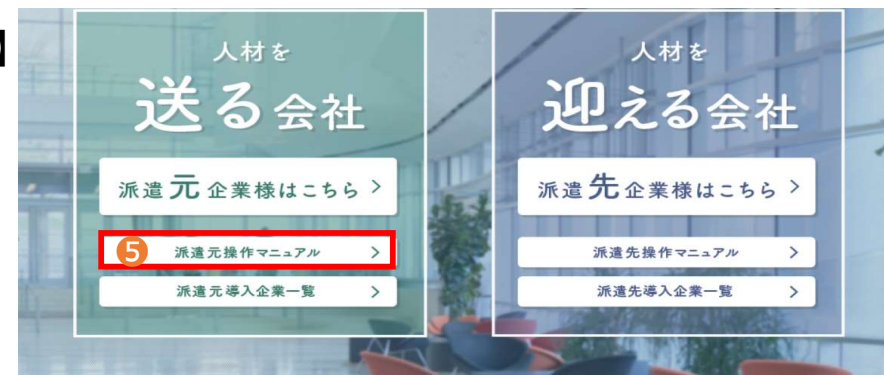 人材を
送る会社
派遣元企業様はこちら >
5 派遣元操作マニュアル >
派遣元導入企業一覧 >
人材を
迎える会社
派遣先企業様はこちら >
派遣先操作マニュアル >
派遣先導入企業一覧 >